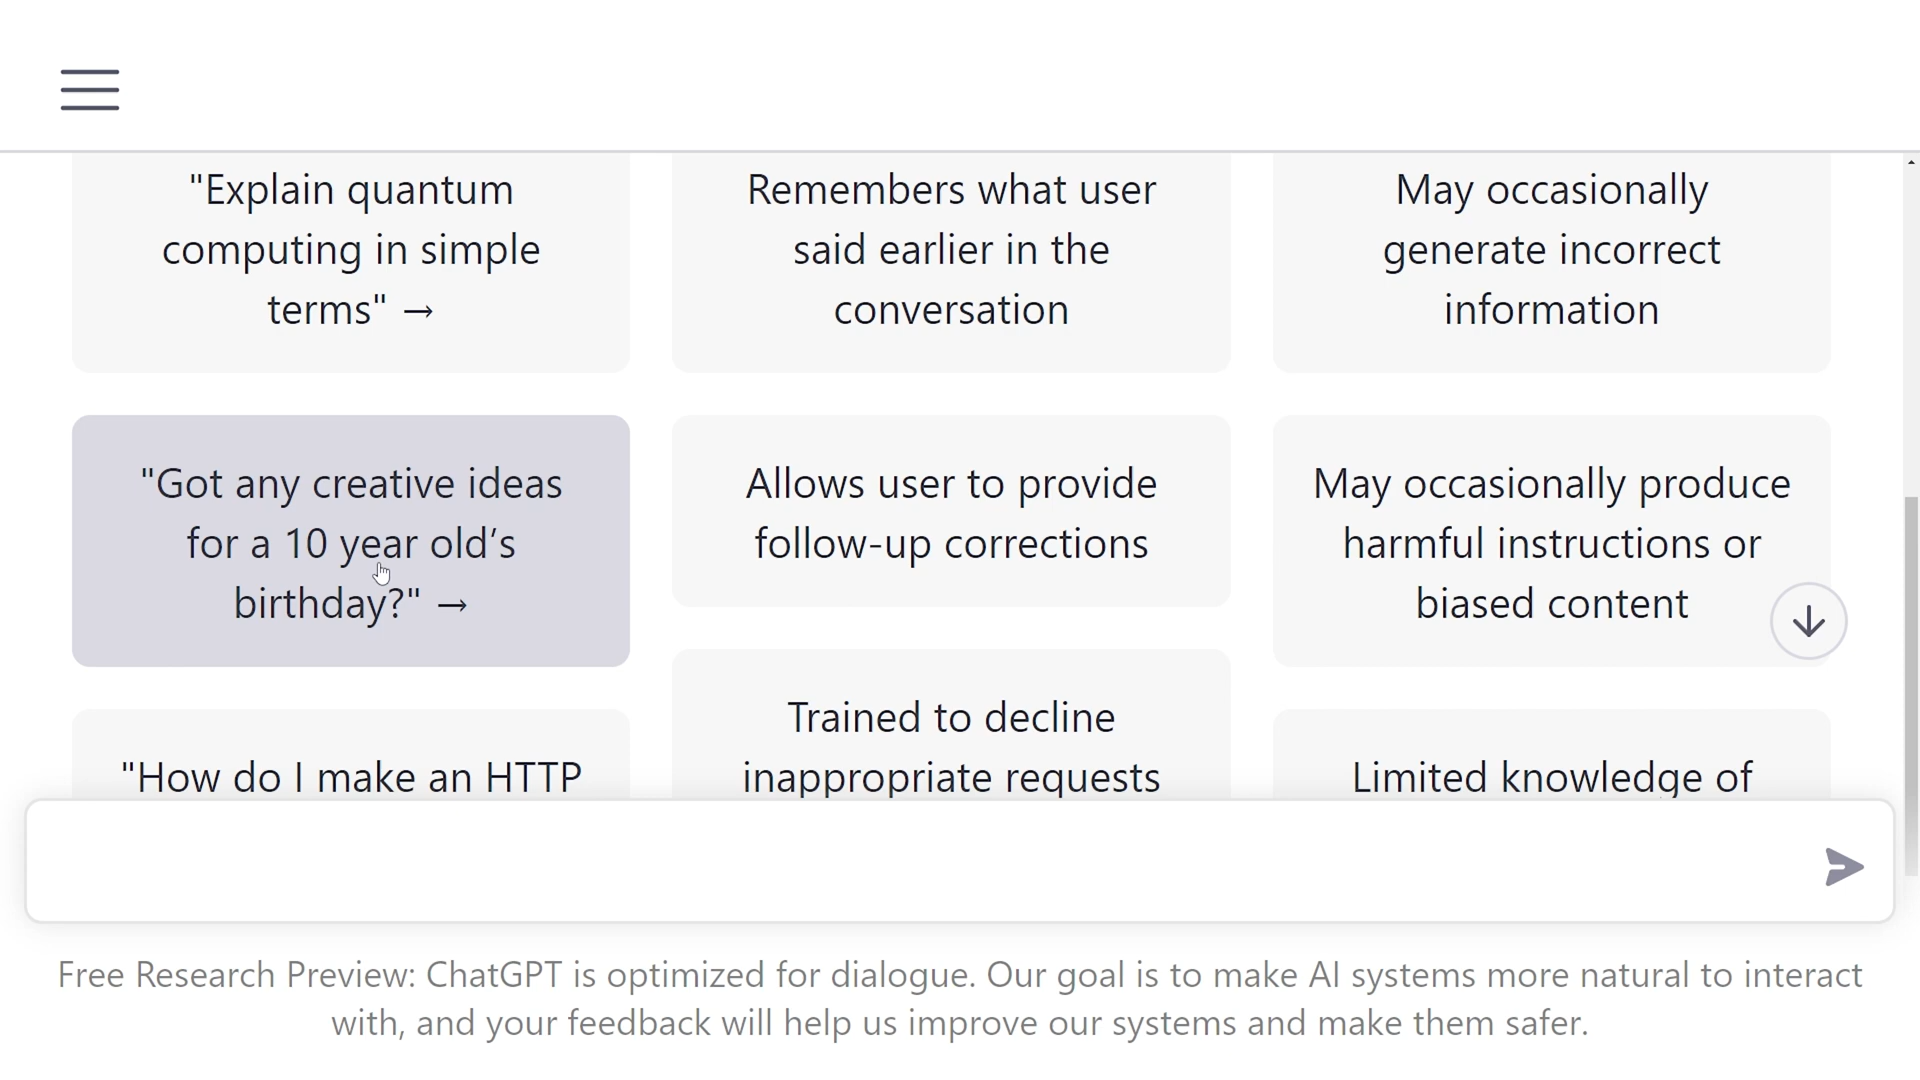 "Explain quantum
computing in simple
terms" →
"Got any creative ideas
for a 10 year old's
birthday?" →
"How do I make an HTTP
Remembers what user
said earlier in the
conversation
Allows user to provide
follow-up corrections
Trained to decline
inappropriate requests
May occasionally
generate incorrect
information
May occasionally produce
harmful instructions or
biased content
Limited knowledge of
Free Research Preview: ChatGPT is optimized for dialogue. Our goal is to make AI systems more natural to interact
with, and your feedback will help us improve our systems and make them safer.